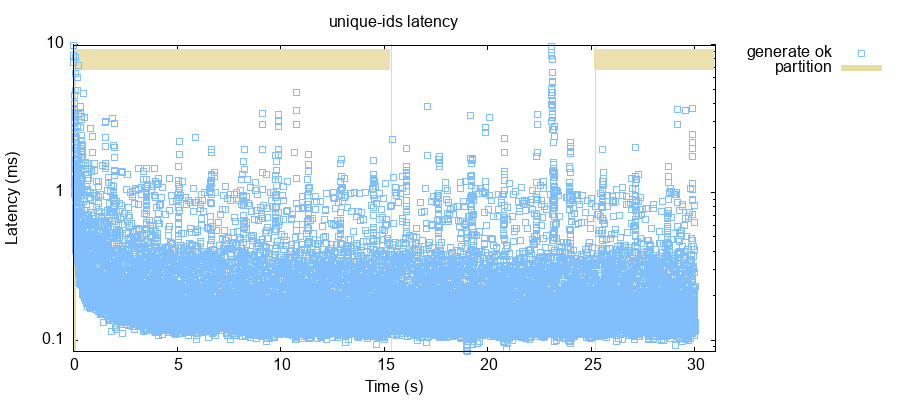 unique-ids latency
generate ok
partition
Latency (ms)
10
1
0.1
0 5 10 15 20 25 30
Time (s)